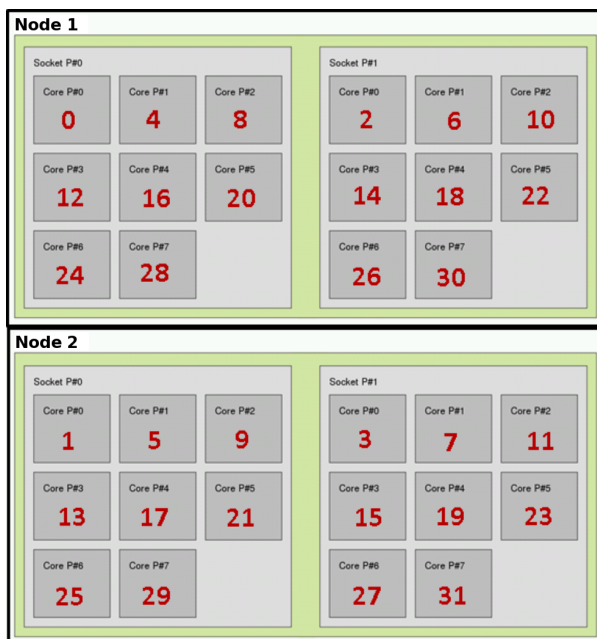 Node 1
Socket P#0
Core P#0 Core P#1 Core P#2
0 4 8
Core P#3 Core P#4 Core P#5
12 16 20
Core P#6 Core P#7
24 28
Socket P#1
Core P#0 Core P#1 Core P#2
2 6 10
Core P#3 Core P#4 Core P#5
14 18 22
Core P#6 Core P#7
26 30
Node 2
Socket P#0
Core P#0 Core P#1 Core P#2
1 5 9
Core P#3 Core P#4 Core P#5
13 17 21
Core P#6 Core P#7
25 29
Socket P#1
Core P#0 Core P#1 Core P#2
3 7 11
Core P#3 Core P#4 Core P#5
15 19 23
Core P#6 Core P#7
27 31